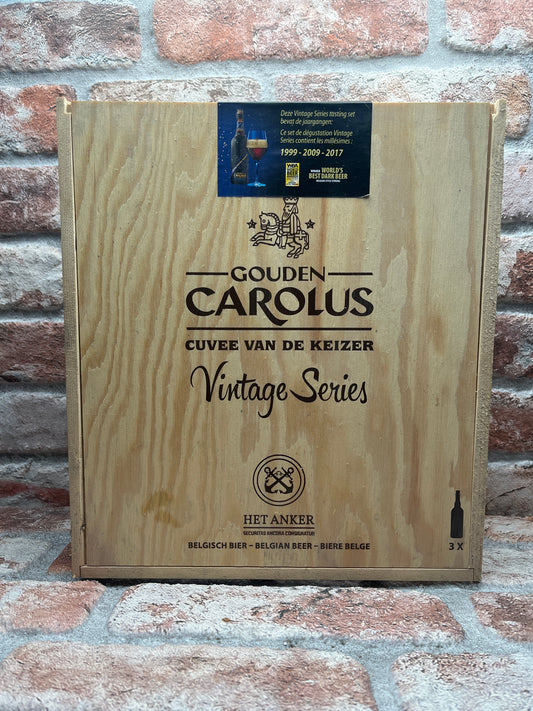 Deze Vintage Series tasting set
bevat de jaargangen:
Ce set de dégustation Vintage
Series contient les millésimes :
1999 - 2009 - 2017
WORLD'S
BEST DARK BEER
GOUDEN
CAROLUS
CUVEE VAN DE KEIZER
Vintage Series
HET ANKER
SECURITAS ANCORA CONSIGNATUR
BELGISCH BIER – BELGIAN BEER – BIERE BELGE
3 X